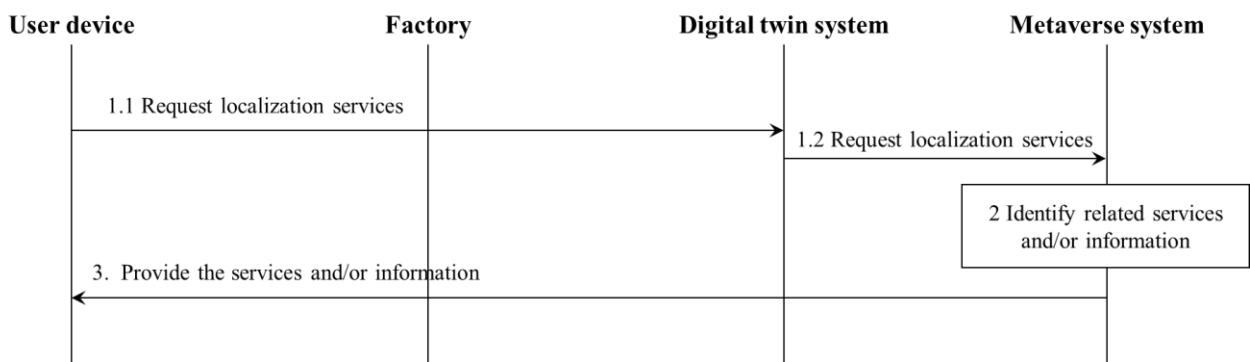 User device
Factory
Digital twin system
Metaverse system
1.1 Request localization services
1.2 Request localization services
2 Identify related services
and/or information
3. Provide the services and/or information